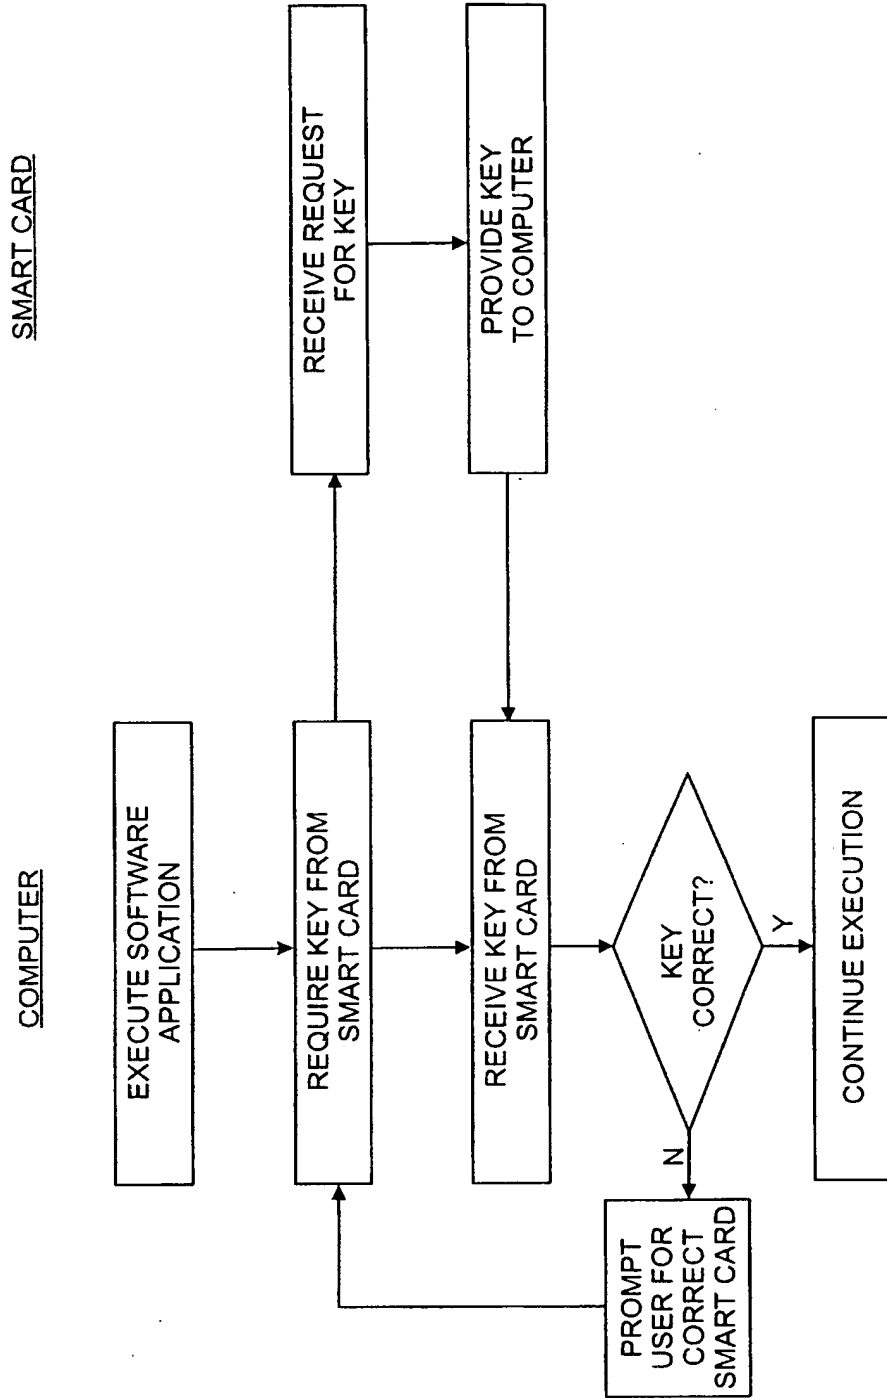 COMPUTER
SMART CARD
EXECUTE SOFTWARE
APPLICATION
REQUIRE KEY FROM
SMART CARD
RECEIVE REQUEST
FOR KEY
PROVIDE KEY
TO COMPUTER
RECEIVE KEY FROM
SMART CARD
KEY
CORRECT?
N
Y
PROMPT
USER FOR
CORRECT
SMART CARD
CONTINUE EXECUTION